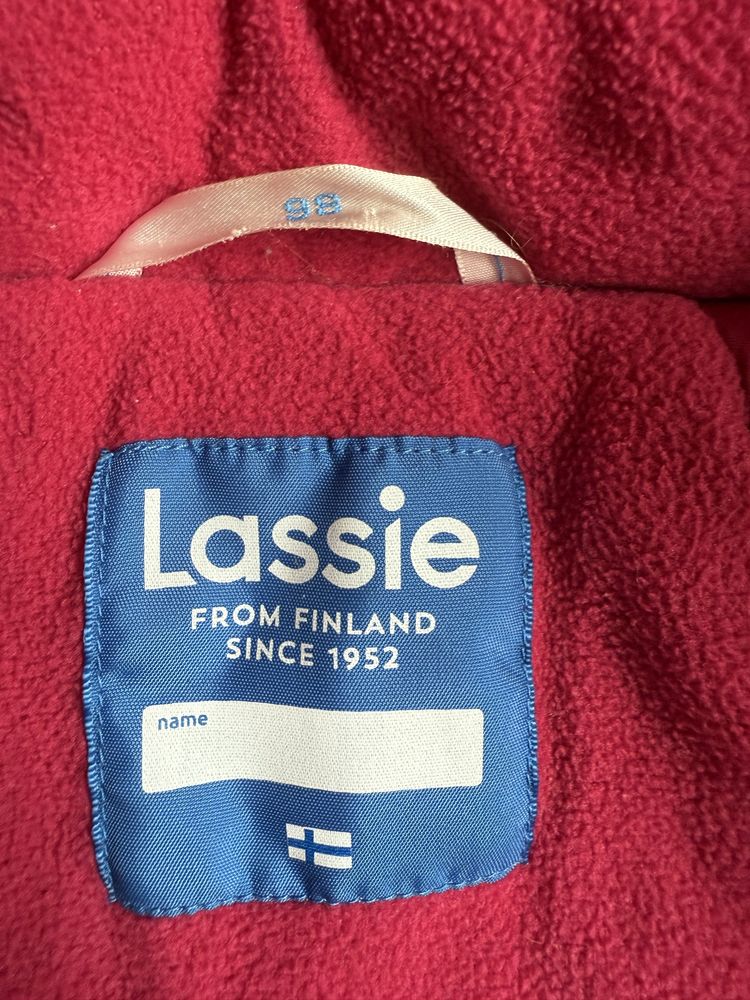 98
Lassie
FROM FINLAND
SINCE 1952
name